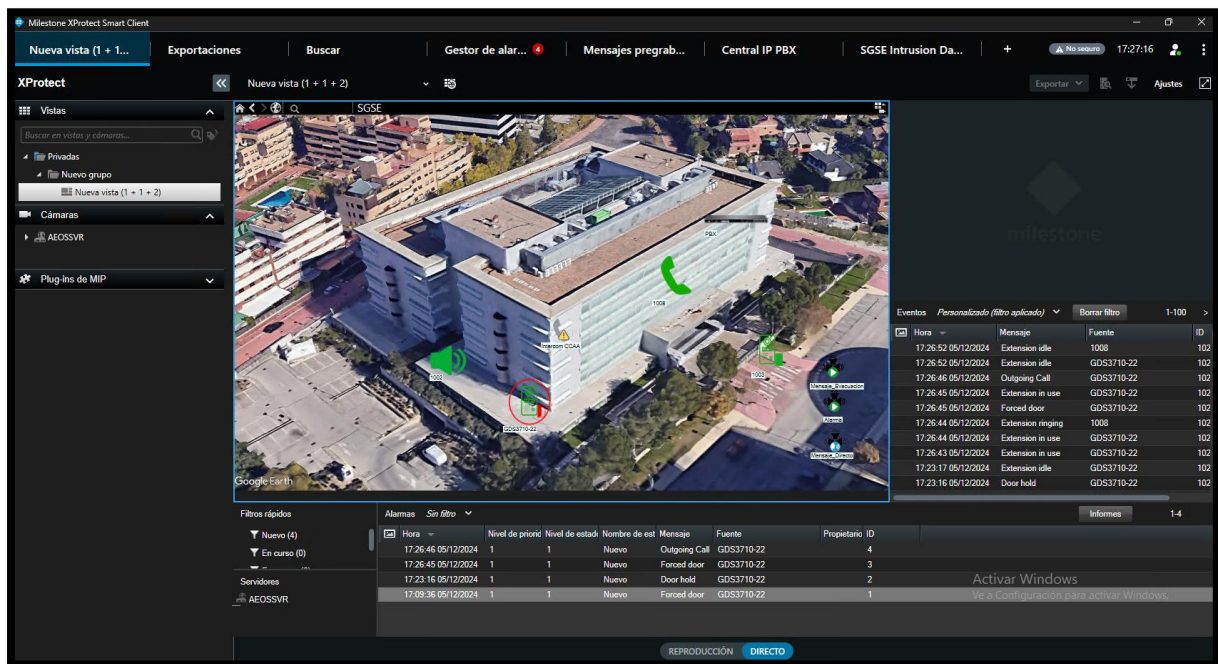 Milestone XProtect Smart Client
Nueva vista (1 + 1... Exportaciones Buscar Gestor de alar... 4 Mensajes pregrab... Central IP PBX SGSE Intrusion Da... + No seguro 17:27:16
XProtect Nueva vista (1 + 1 + 2) Exportar Ajustes
Vistas
Buscar en vistas y cámaras...
Privadas
Nuevo grupo
Nueva vista (1 + 1 + 2)
Cámaras
AEOSSVR
Plug-ins de MIP
SGSE
PBX
1008
Intercom CCAA
1002
1003
GDS3710-22
Mensaje_Evacuacion
Alarma
Mensaje_Directo
Google Earth
milestone
Eventos Personalizado (filtro aplicado) Borrar filtro 1-100 >
Hora Mensaje Fuente ID
17:26:52 05/12/2024 Extension idle 1008 102
17:26:52 05/12/2024 Extension idle GDS3710-22 102
17:26:46 05/12/2024 Outgoing Call GDS3710-22 102
17:26:45 05/12/2024 Extension in use GDS3710-22 102
17:26:45 05/12/2024 Forced door GDS3710-22 102
17:26:44 05/12/2024 Extension ringing 1008 102
17:26:44 05/12/2024 Extension in use GDS3710-22 102
17:26:43 05/12/2024 Extension in use GDS3710-22 102
17:23:17 05/12/2024 Extension idle GDS3710-22 102
17:23:16 05/12/2024 Door hold GDS3710-22 102
Filtros rápidos
Nuevo (4)
En curso (0)
Servidores
AEOSSVR
Alarmas Sin filtro Informes 1-4
Hora Nivel de priorid Nivel de estado Nombre de est Mensaje Fuente Propietario ID
17:26:46 05/12/2024 1 1 Nuevo Outgoing Call GDS3710-22 4
17:26:45 05/12/2024 1 1 Nuevo Forced door GDS3710-22 3
17:23:16 05/12/2024 1 1 Nuevo Door hold GDS3710-22 2
17:09:36 05/12/2024 1 1 Nuevo Forced door GDS3710-22 1
Activar Windows
Ve a Configuración para activar Windows.
REPRODUCCIÓN DIRECTO